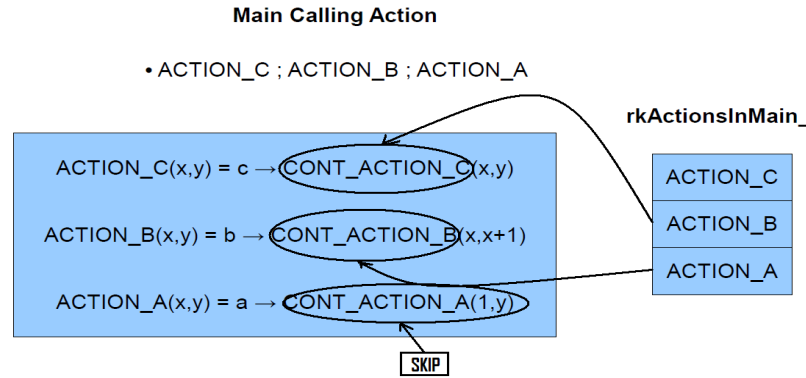 Main Calling Action
• ACTION_C ; ACTION_B ; ACTION_A
rkActionsInMain_
ACTION_C(x,y) = c → CONT_ACTION_C(x,y)
ACTION_B(x,y) = b → CONT_ACTION_B(x,x+1)
ACTION_A(x,y) = a → CONT_ACTION_A(1,y)
ACTION_C
ACTION_B
ACTION_A
SKIP